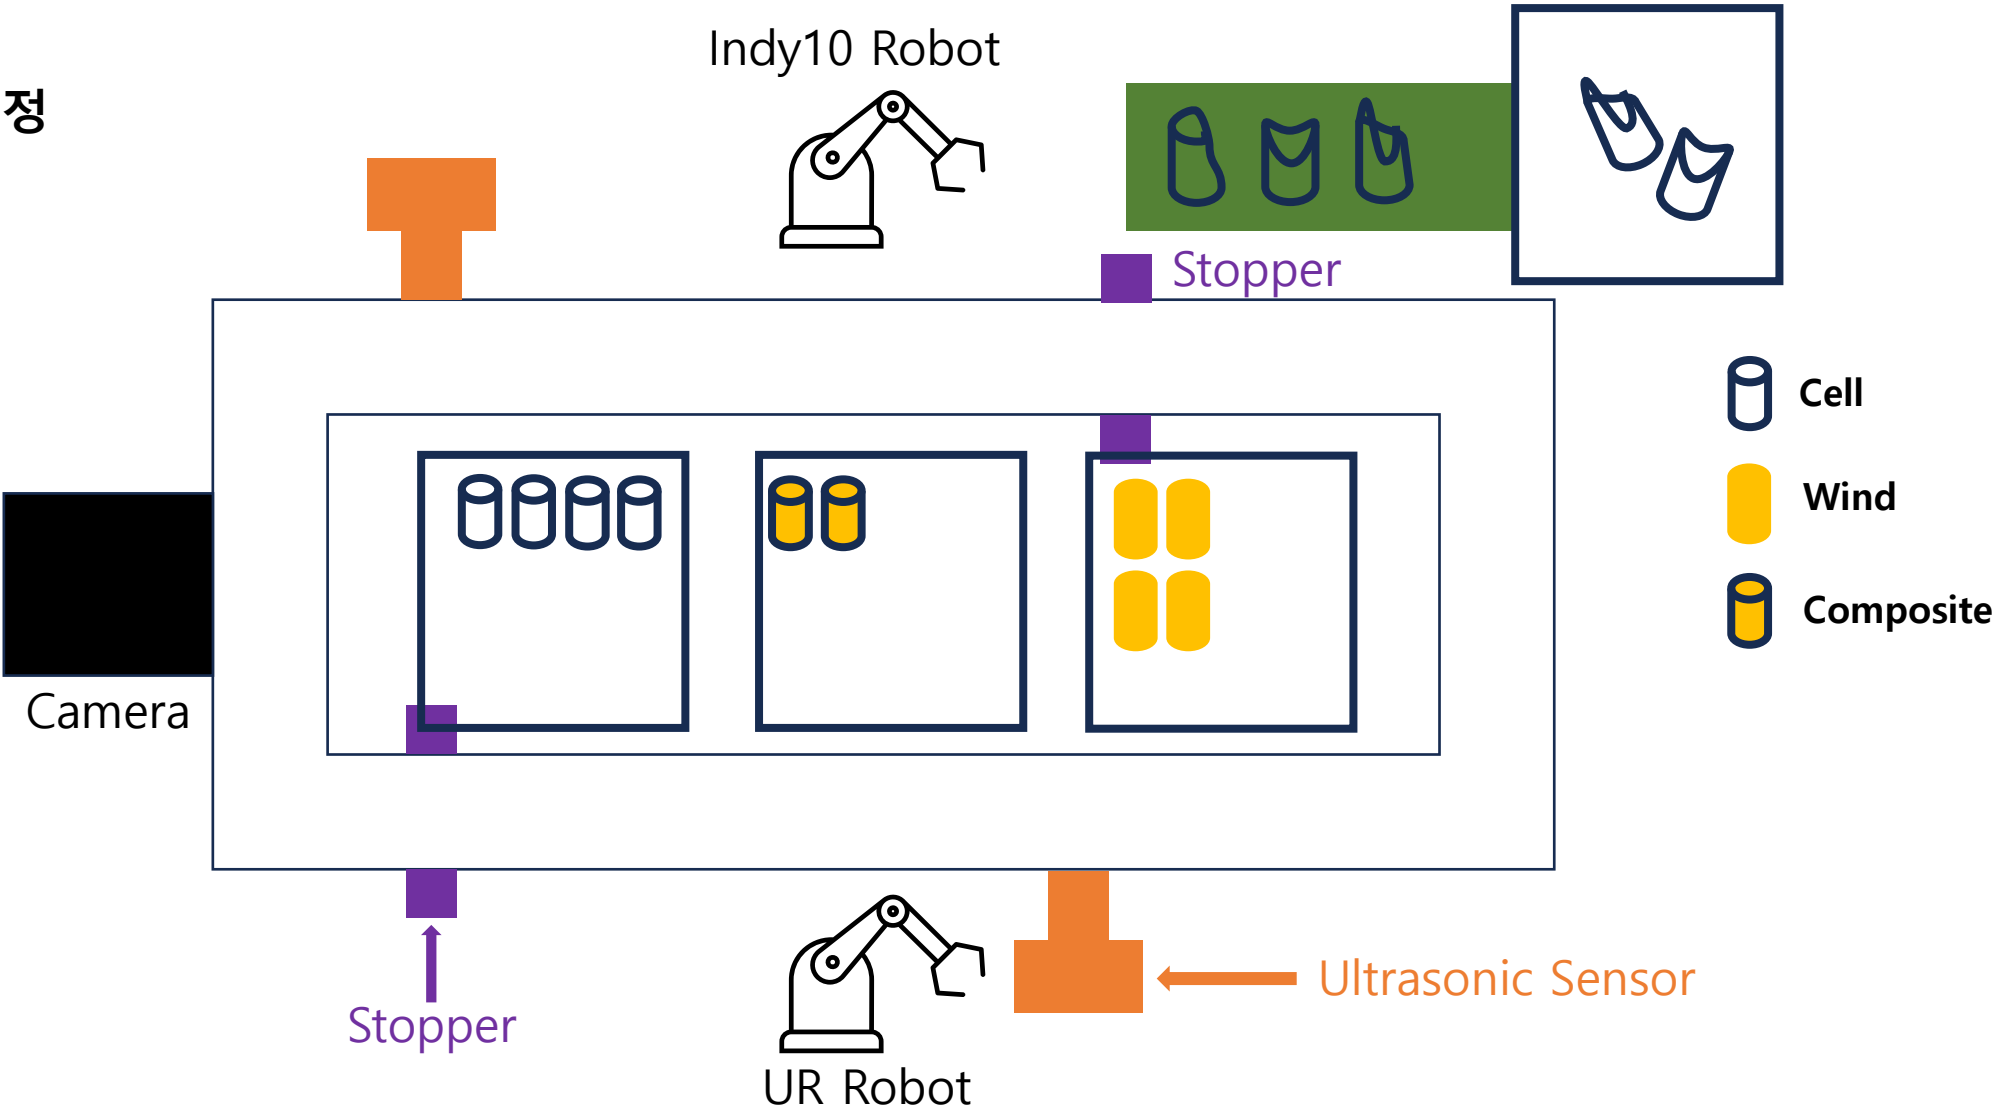 Indy10 Robot
정
Stopper
Cell
Wind
Composite
Camera
Ultrasonic Sensor
Stopper
UR Robot